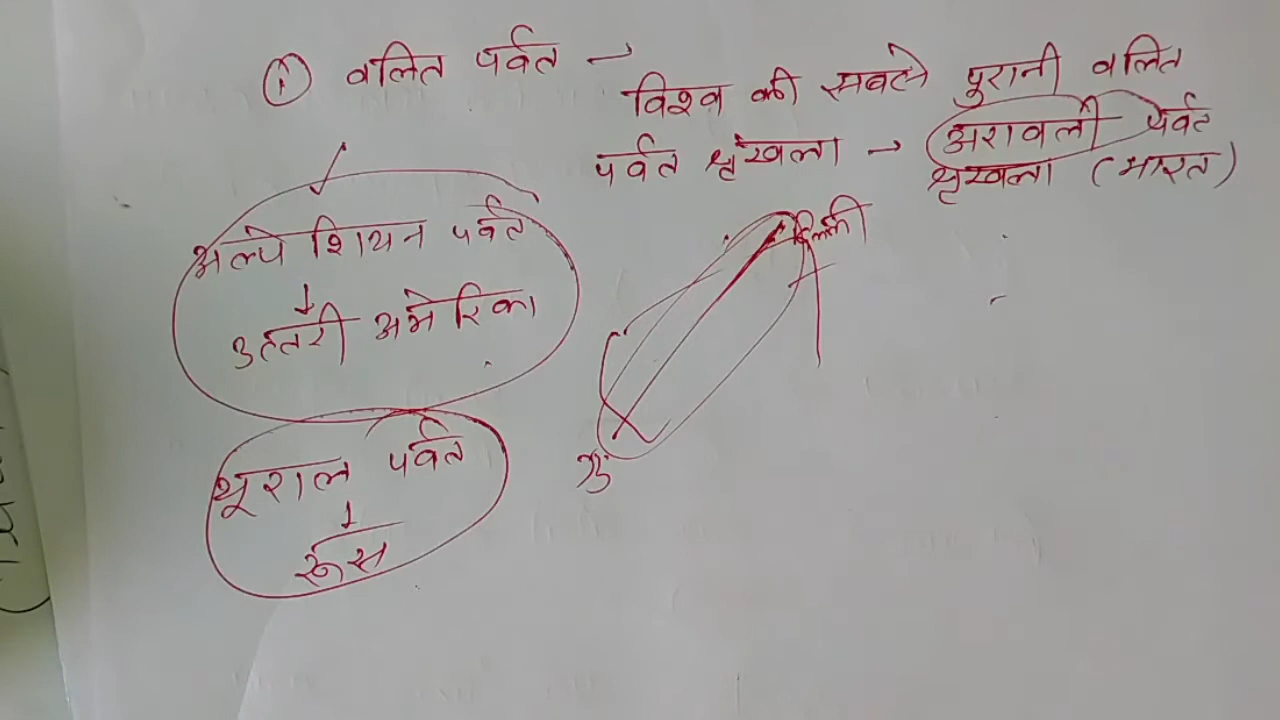 ① वलित पर्वत →
विश्व की सबसे पुरानी वलित
पर्वत श्रृंखला → अरावली पर्वत
श्रृंखला (भारत)
अल्पेशियन पर्वत
↓
उत्तरी अमेरिका
यूराल पर्वत
↓
रूस
दिल्ली